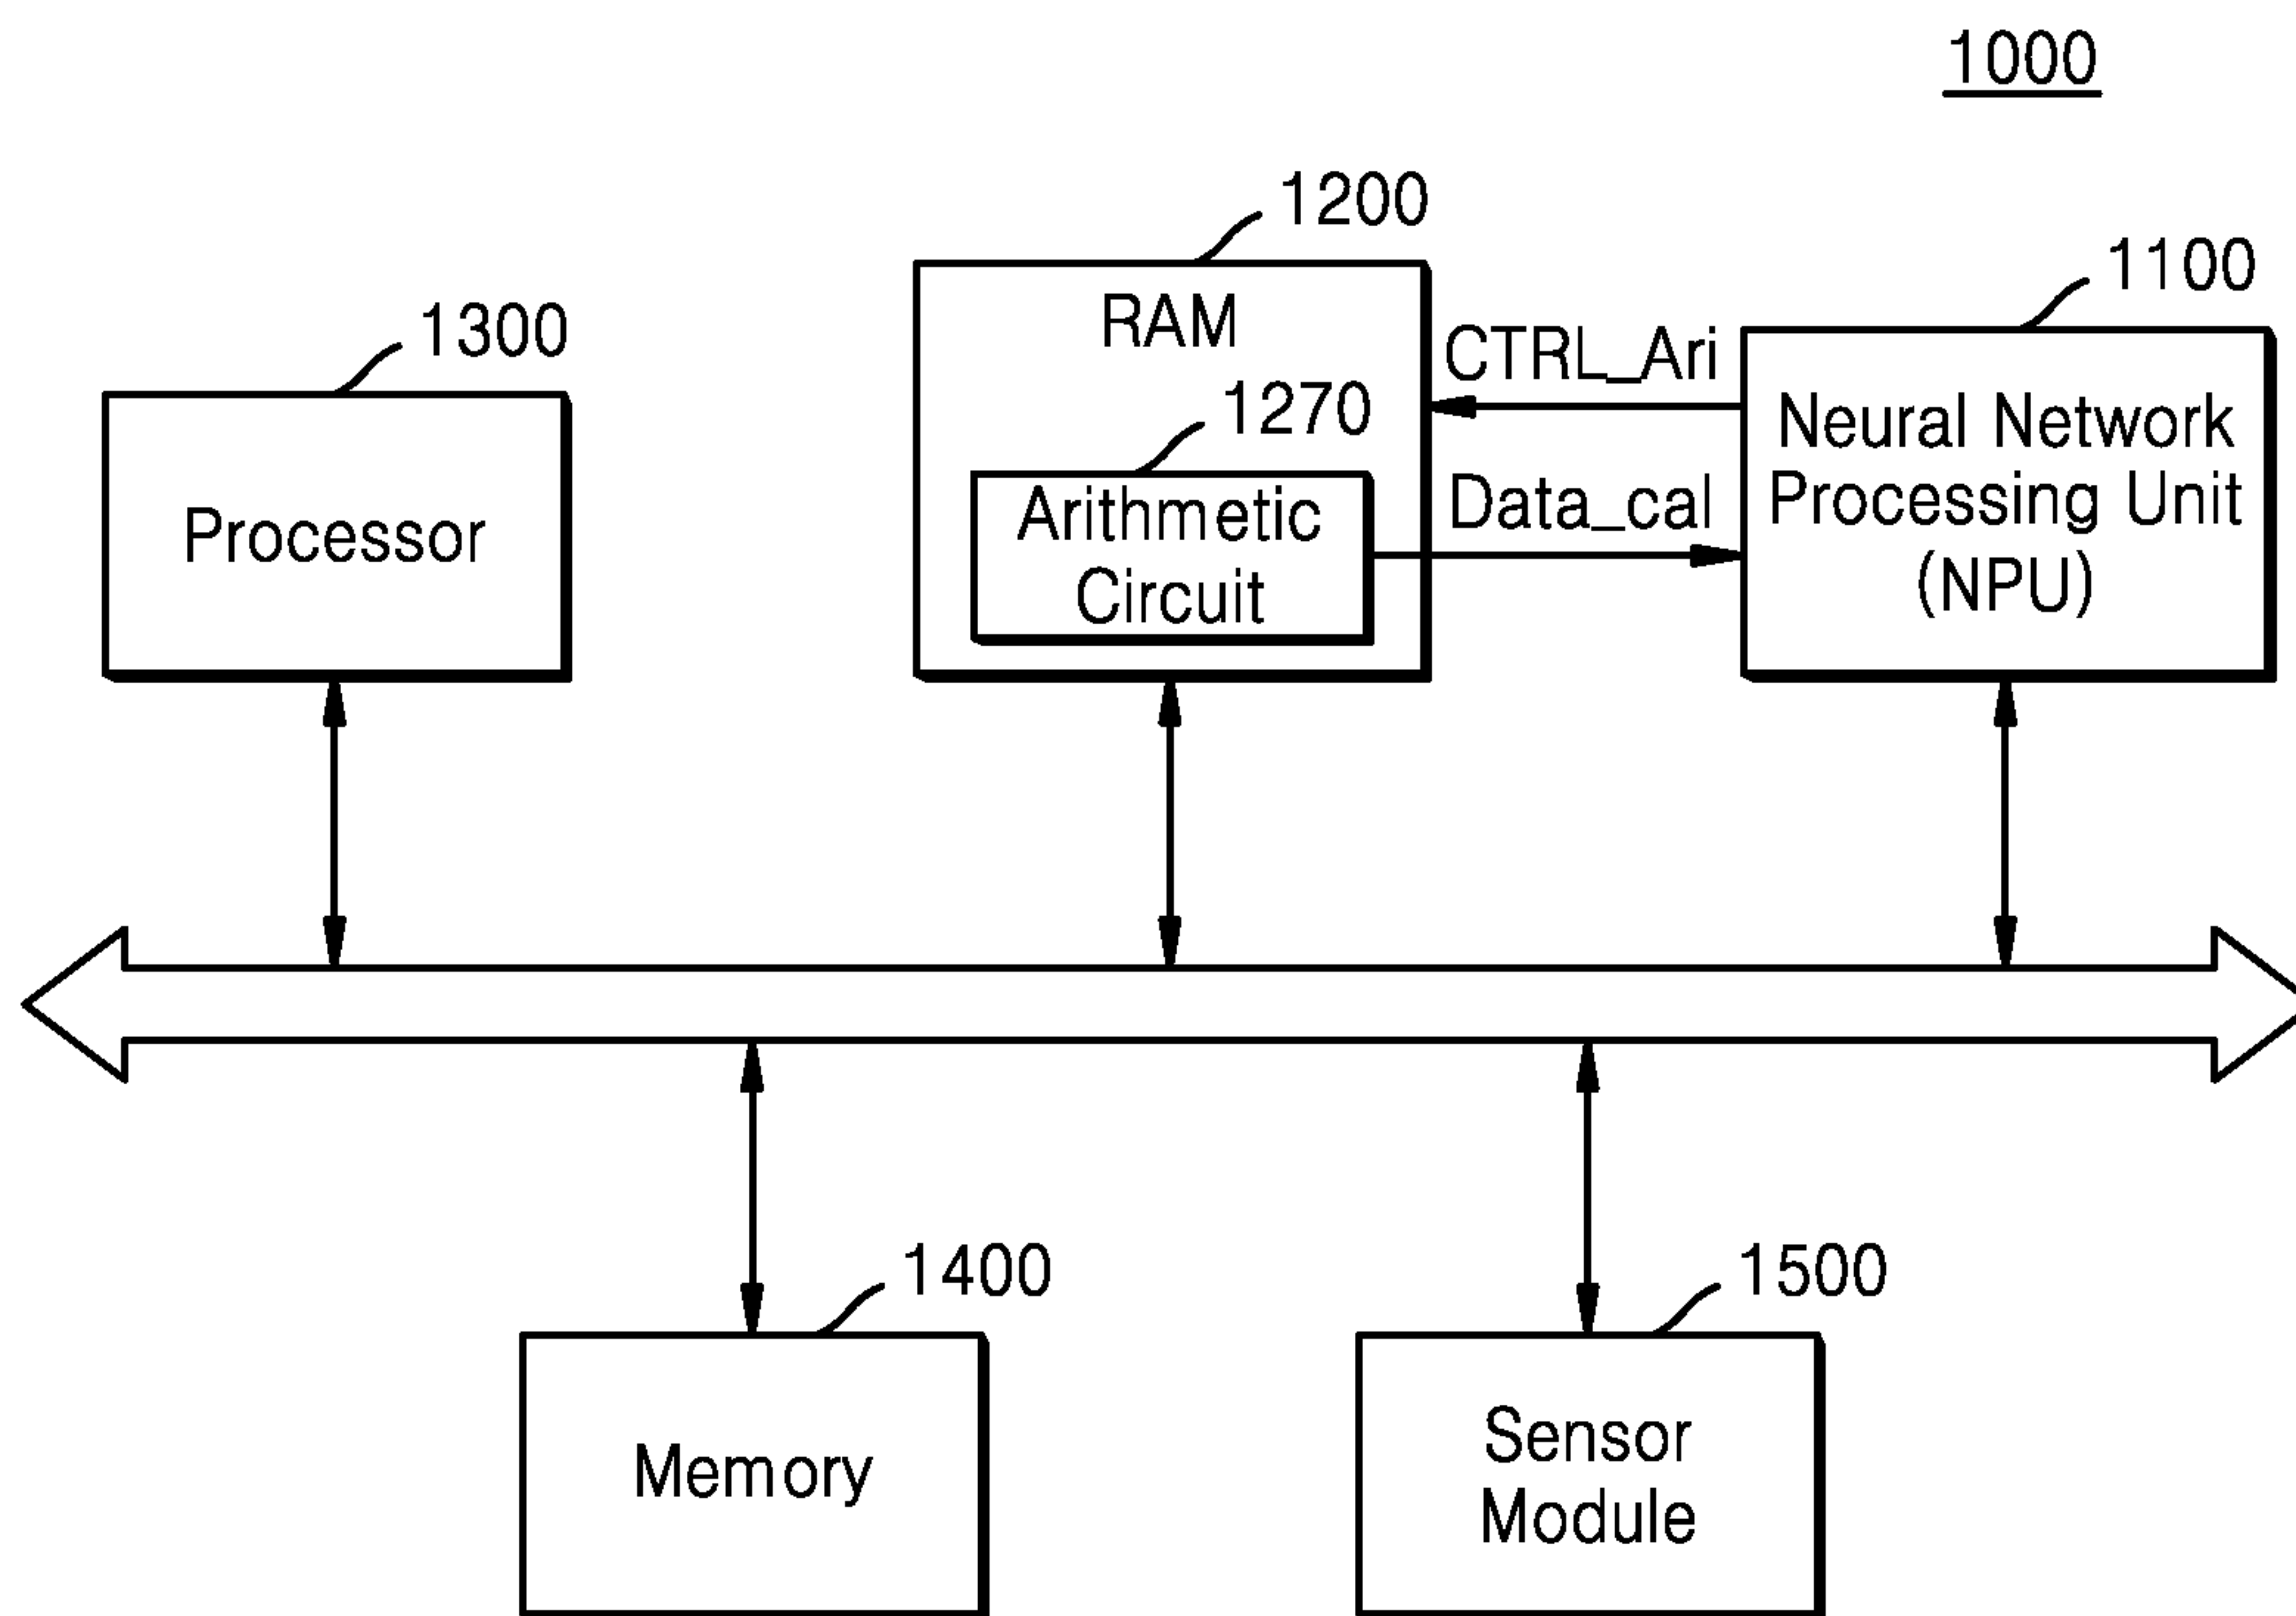 1000
1200
1100
1300
RAM
CTRL_Ari
1270
Neural Network
Processing Unit
(NPU)
Processor
Arithmetic
Circuit
Data_cal
1400
1500
Memory
Sensor
Module